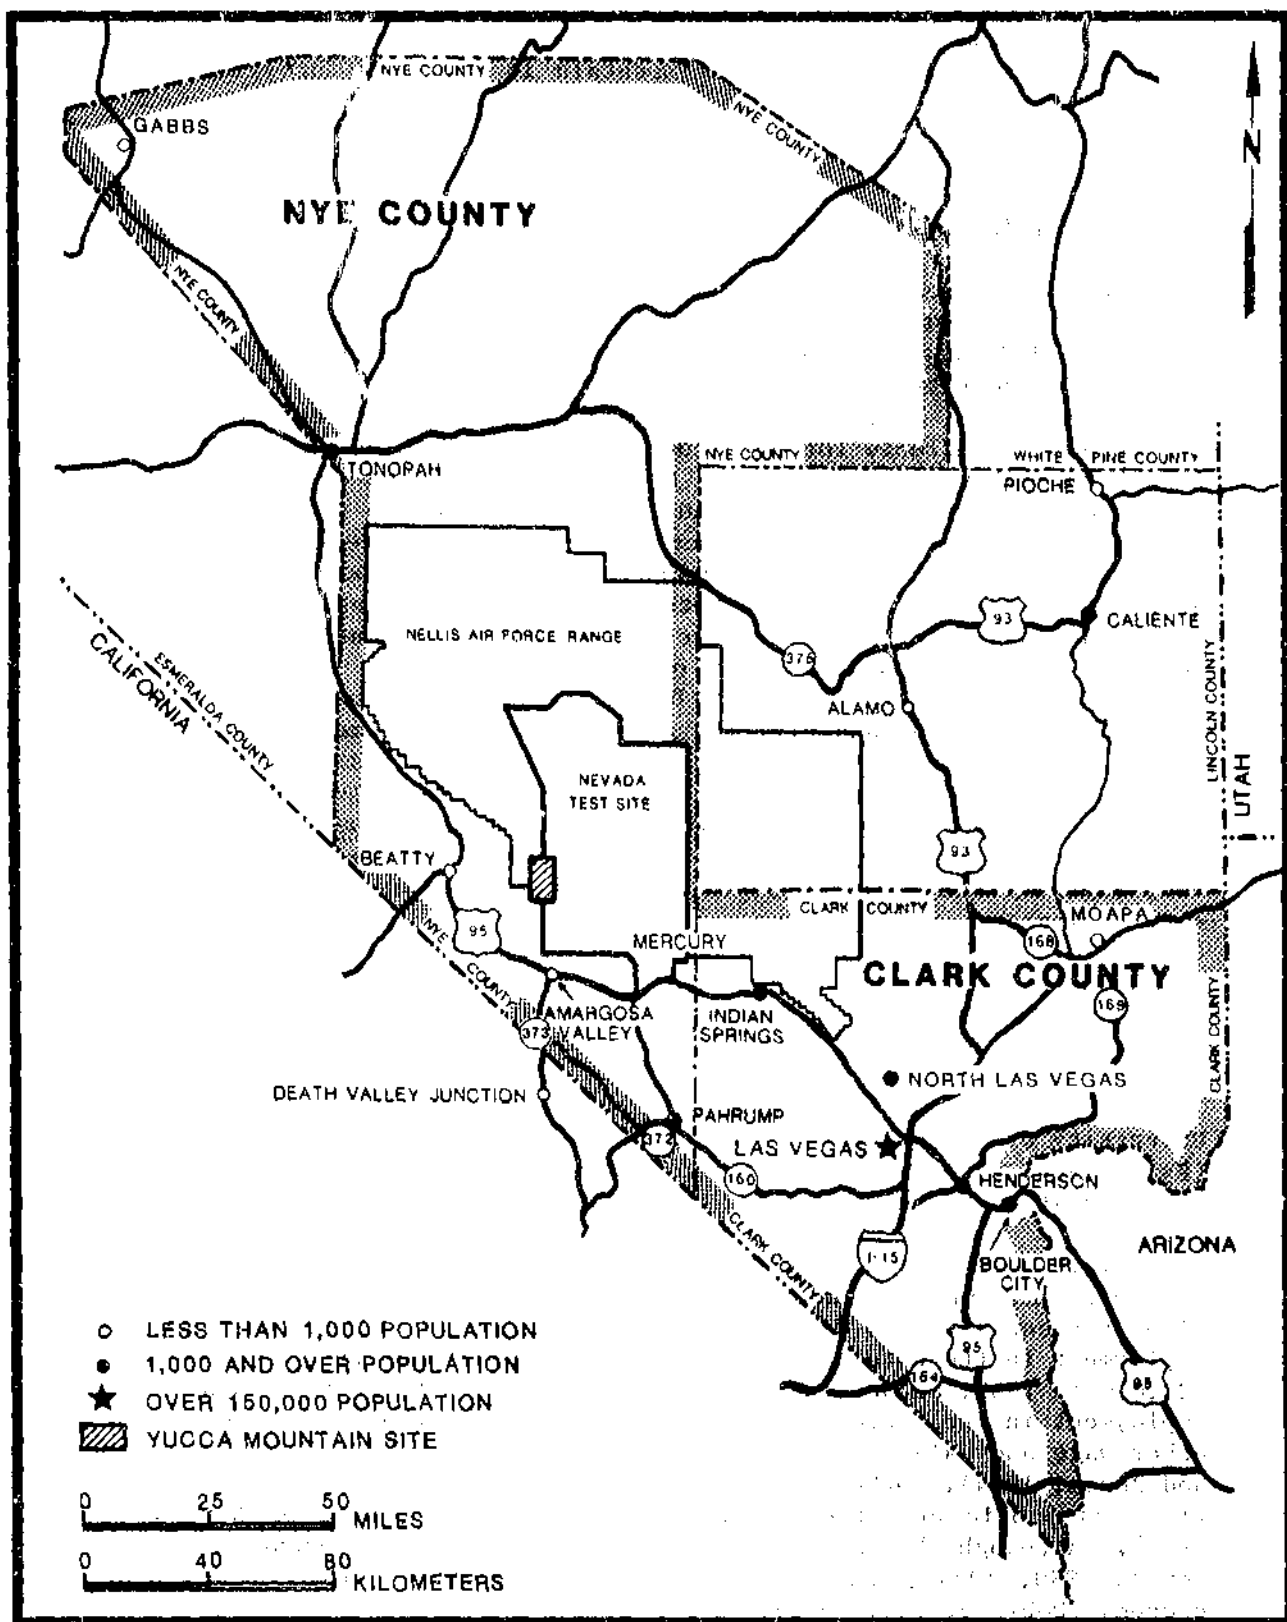 NYE COUNTY
NYE COUNTY
GABBS
N
NYE COUNTY
NYE COUNTY
TONOPAH
NYE COUNTY
WHITE PINE COUNTY
PIOCHE
NELLIS AIR FORCE RANGE
93
CALIENTE
CALIFORNIA
ESMERALDA COUNTY
375
ALAMO
LINCOLN COUNTY
UTAH
NEVADA
TEST SITE
93
BEATTY
CLARK COUNTY
MOAPA
95
NYE COUNTY
MERCURY
168
CLARK COUNTY
CLARK COUNTY
169
AMARGOSA
VALLEY
INDIAN
SPRINGS
373
NORTH LAS VEGAS
DEATH VALLEY JUNCTION
PAHRUMP
372
LAS VEGAS
160
HENDERSON
CLARK COUNTY
I-15
ARIZONA
BOULDER
CITY
95
164
95
LESS THAN 1,000 POPULATION
1,000 AND OVER POPULATION
OVER 150,000 POPULATION
YUCCA MOUNTAIN SITE
0 25 50
MILES
0 40 80
KILOMETERS